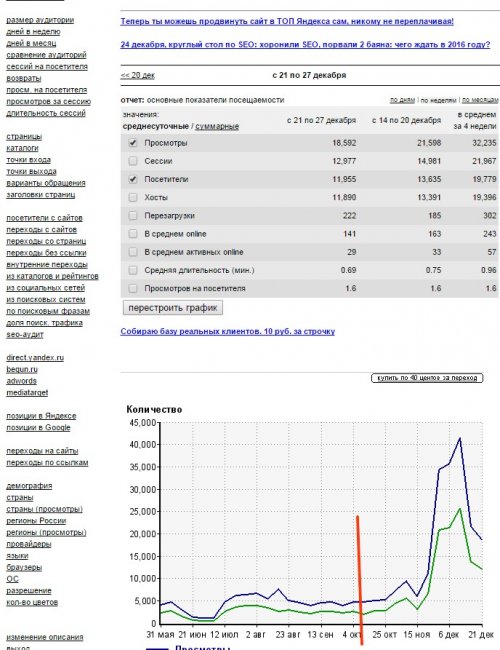 размер аудитории
дней в неделю
дней в месяц
сравнение аудиторий
сессий на посетителя
возвраты
просм. на посетителя
просмотров за сессию
длительность сессий
страницы
каталоги
точки входа
точки выхода
варианты обращения
заголовки страниц
посетители с сайтов
переходы с сайтов
переходы со страниц
переходы без ссылки
внутренние переходы
из каталогов и рейтингов
из социальных сетей
из поисковых систем
по поисковым фразам
доля поиск. трафика
seo-аудит
direct.yandex.ru
begun.ru
adwords
mediatarget
позиции в Яндексе
позиции в Google
переходы на сайты
переходы по ссылкам
демография
страны
страны (просмотры)
регионы России
регионы (просмотры)
провайдеры
языки
браузеры
ОС
разрешение
кол-во цветов
изменение описания
выход
Теперь ты можешь продвинуть сайт в ТОП Яндекса сам, никому не переплачивая!
24 декабря, круглый стол по SEO: хоронили SEO, порвали 2 баяна: чего ждать в 2016 году?
<< 20 дек с 21 по 27 декабря
отчет: основные показатели посещаемости по дням | по неделям | по месяцам
значения:
среднесуточные / суммарные с 21 по 27 декабря с 14 по 20 декабря в среднем за 4 недели
Просмотры 18,592 21,598 32,235
Сессии 12,977 14,981 21,967
Посетители 11,955 13,635 19,779
Хосты 11,890 13,391 19,396
Перезагрузки 222 185 302
В среднем online 141 163 243
В среднем активных online 29 33 57
Средняя длительность (мин.) 0.69 0.75 0.96
Просмотров на посетителя 1.6 1.6 1.6
перестроить график
Собираю базу реальных клиентов. 10 руб. за строчку
купить по 40 центов за переход
Количество
45,000
40,000
35,000
30,000
25,000
20,000
15,000
10,000
5,000
0
31 мая 21 июн 12 июл 2 авг 23 авг 13 сен 4 окт 25 окт 15 ноя 6 дек 21 дек
Просмотры